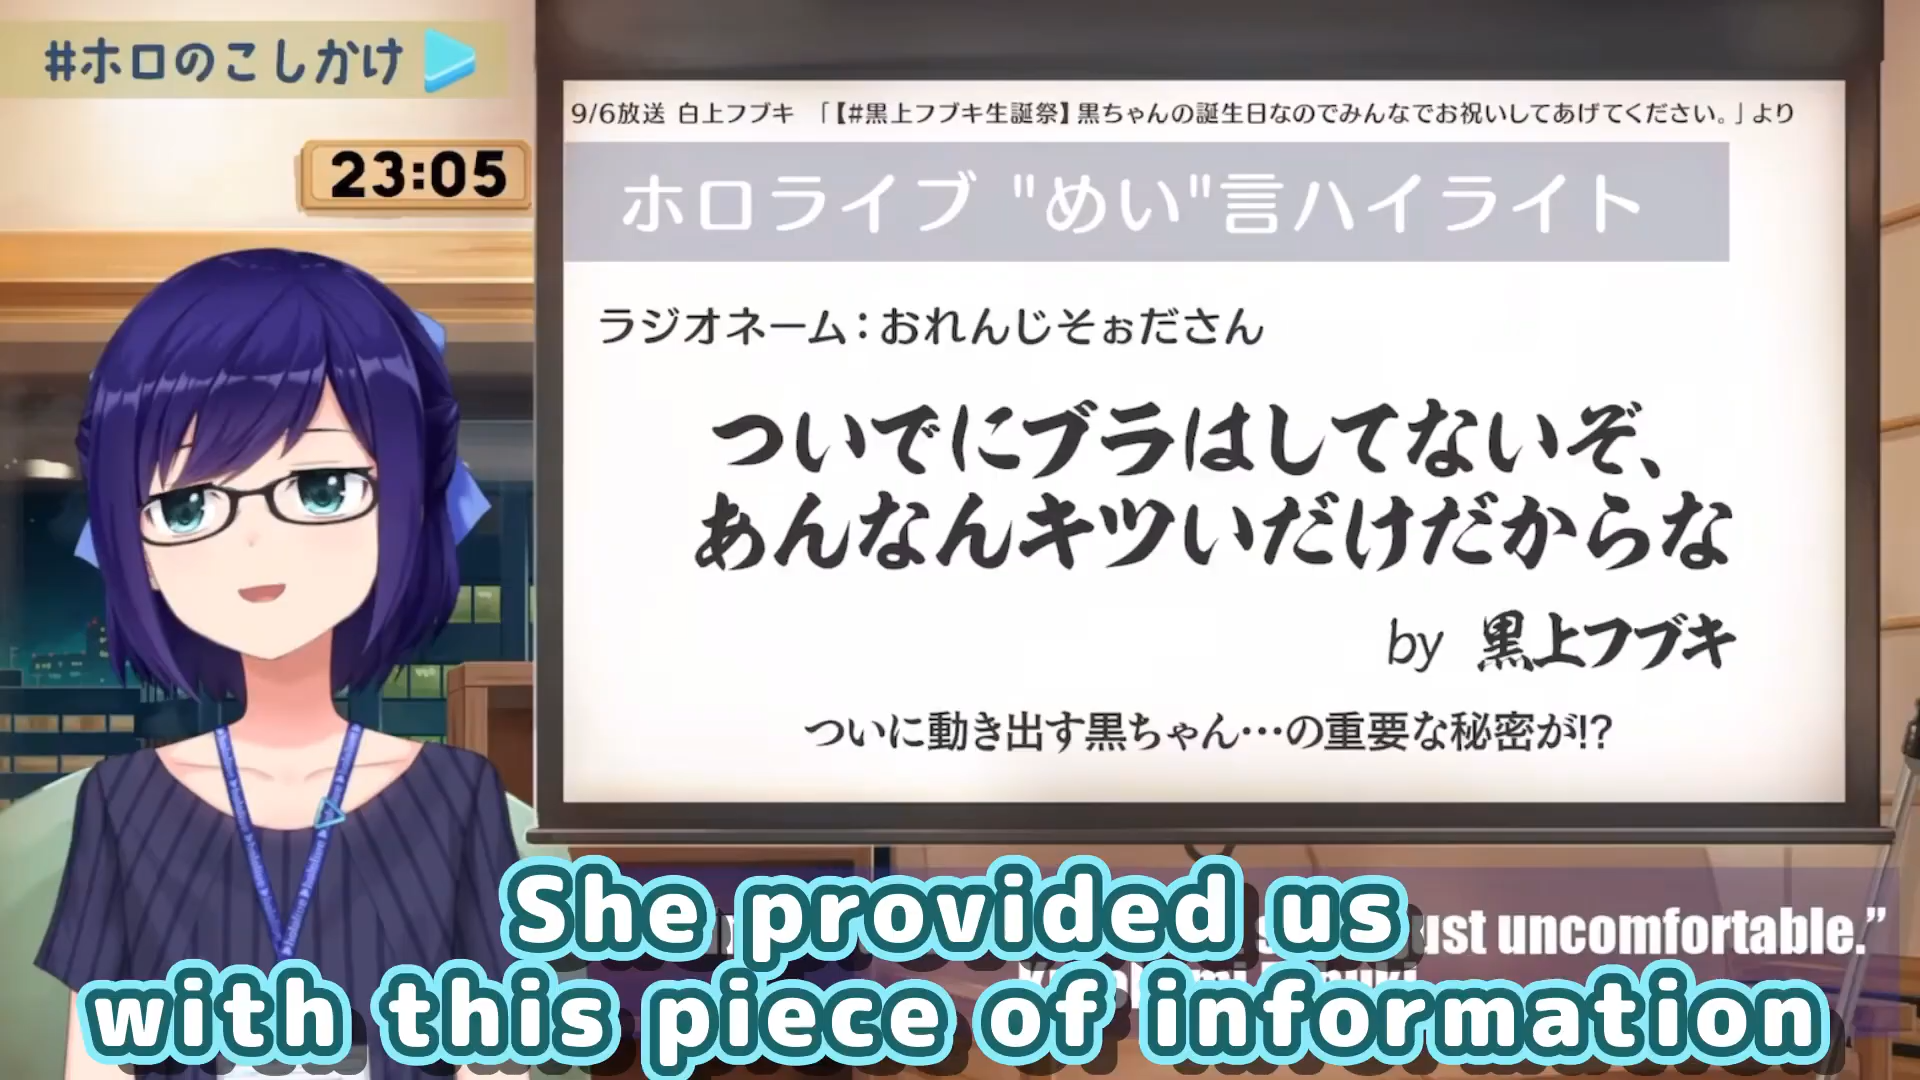 #ホロのこしかけ
23:05
9/6放送 白上フブキ 「【#黒上フブキ生誕祭】黒ちゃんの誕生日なのでみんなでお祝いしてあげてください。」より
ホロライブ "めい"言ハイライト
ラジオネーム：おれんじそぉださん
ついでにブラはしてないぞ、
あんなんキツいだけだからな
by 黒上フブキ
ついに動き出す黒ちゃん…の重要な秘密が!?
uncomfortable.”
She provided us
with this piece of information